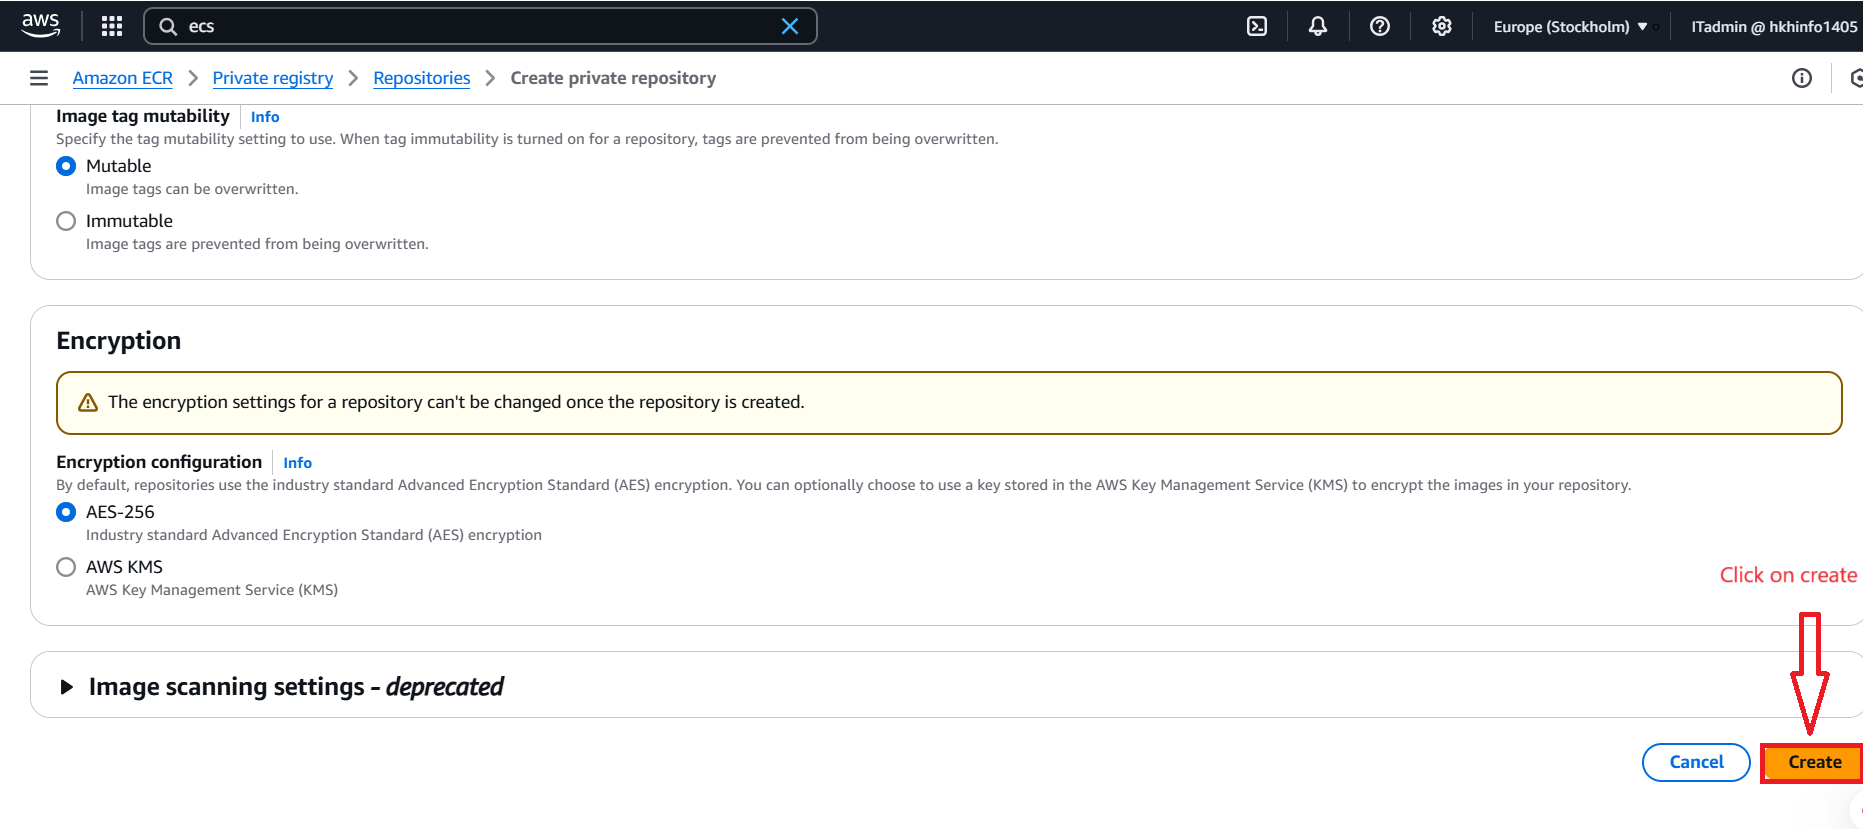 aws
ecs
Europe (Stockholm)
ITadmin @ hkhinfo1405
Amazon ECR
Private registry
Repositories
Create private repository
Image tag mutability
Info
Specify the tag mutability setting to use. When tag immutability is turned on for a repository, tags are prevented from being overwritten.
Mutable
Image tags can be overwritten.
Immutable
Image tags are prevented from being overwritten.
Encryption
The encryption settings for a repository can't be changed once the repository is created.
Encryption configuration
Info
By default, repositories use the industry standard Advanced Encryption Standard (AES) encryption. You can optionally choose to use a key stored in the AWS Key Management Service (KMS) to encrypt the images in your repository.
AES-256
Industry standard Advanced Encryption Standard (AES) encryption
AWS KMS
AWS Key Management Service (KMS)
Click on create
Image scanning settings - deprecated
Cancel
Create